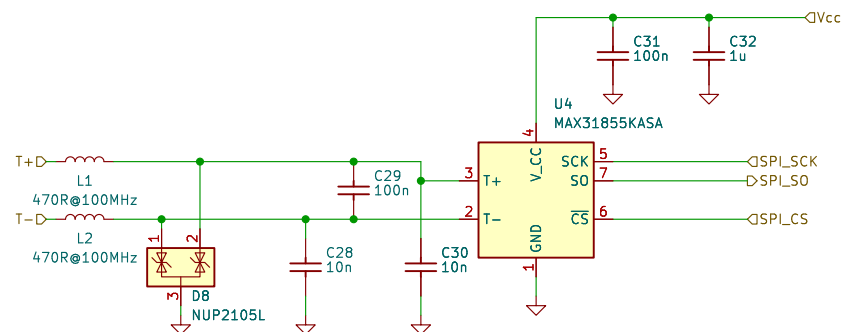 Vcc
C31
100n
C32
1u
U4
MAX31855KASA
4
V_CC
T+
L1
470R@100MHz
T-
L2
470R@100MHz
C29
100n
3
T+
2
T-
SCK
5
SPI_SCK
SO
7
SPI_SO
CS
6
SPI_CS
GND
1
1
2
3
D8
NUP2105L
C28
10n
C30
10n